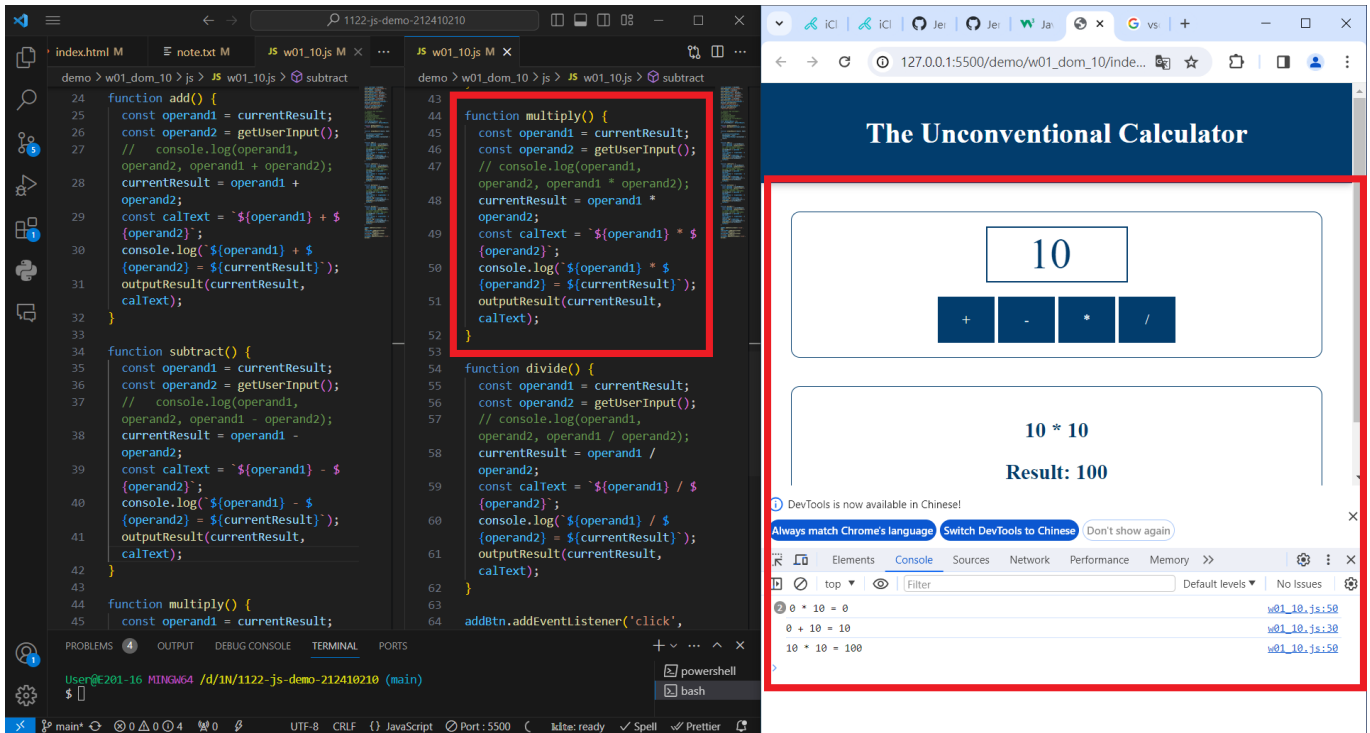 1122-js-demo-212410210
index.html M
note.txt M
JS w01_10.js M
JS w01_10.js M
demo > w01_dom_10 > js > JS w01_10.js > subtract
24 function add() {
25 const operand1 = currentResult;
26 const operand2 = getUserInput();
27 //   console.log(operand1,
operand2, operand1 + operand2);
28 currentResult = operand1 +
operand2;
29 const calText = `${operand1} + $
{operand2}`;
30 console.log(`${operand1} + $
{operand2} = ${currentResult}`);
31 outputResult(currentResult,
calText);
32 }
33
34 function subtract() {
35 const operand1 = currentResult;
36 const operand2 = getUserInput();
37 //   console.log(operand1,
operand2, operand1 - operand2);
38 currentResult = operand1 -
operand2;
39 const calText = `${operand1} - $
{operand2}`;
40 console.log(`${operand1} - $
{operand2} = ${currentResult}`);
41 outputResult(currentResult,
calText);
42 }
43
44 function multiply() {
45 const operand1 = currentResult;
demo > w01_dom_10 > js > JS w01_10.js > subtract
43
44 function multiply() {
45 const operand1 = currentResult;
46 const operand2 = getUserInput();
47 // console.log(operand1,
operand2, operand1 * operand2);
48 currentResult = operand1 *
operand2;
49 const calText = `${operand1} * $
{operand2}`;
50 console.log(`${operand1} * $
{operand2} = ${currentResult}`);
51 outputResult(currentResult,
calText);
52 }
53
54 function divide() {
55 const operand1 = currentResult;
56 const operand2 = getUserInput();
57 // console.log(operand1,
operand2, operand1 / operand2);
58 currentResult = operand1 /
operand2;
59 const calText = `${operand1} / $
{operand2}`;
60 console.log(`${operand1} / $
{operand2} = ${currentResult}`);
61 outputResult(currentResult,
calText);
62 }
63
64 addBtn.addEventListener('click',
PROBLEMS 4 OUTPUT DEBUG CONSOLE TERMINAL PORTS
User@E201-16 MINGW64 /d/1N/1122-js-demo-212410210 (main)
$
powershell
bash
5
1
1
main* 0 0 4 0 UTF-8 CRLF {} JavaScript Port : 5500 kite: ready Spell Prettier
iCl
iCl
Jer
Jer
Ja
vs
127.0.0.1:5500/demo/w01_dom_10/inde...
The Unconventional Calculator
10
+ - * /
10 * 10
Result: 100
DevTools is now available in Chinese!
Always match Chrome's language Switch DevTools to Chinese Don't show again
Elements Console Sources Network Performance Memory
top Filter Default levels No Issues
2 0 * 10 = 0 w01_10.js:50
0 + 10 = 10 w01_10.js:30
10 * 10 = 100 w01_10.js:50